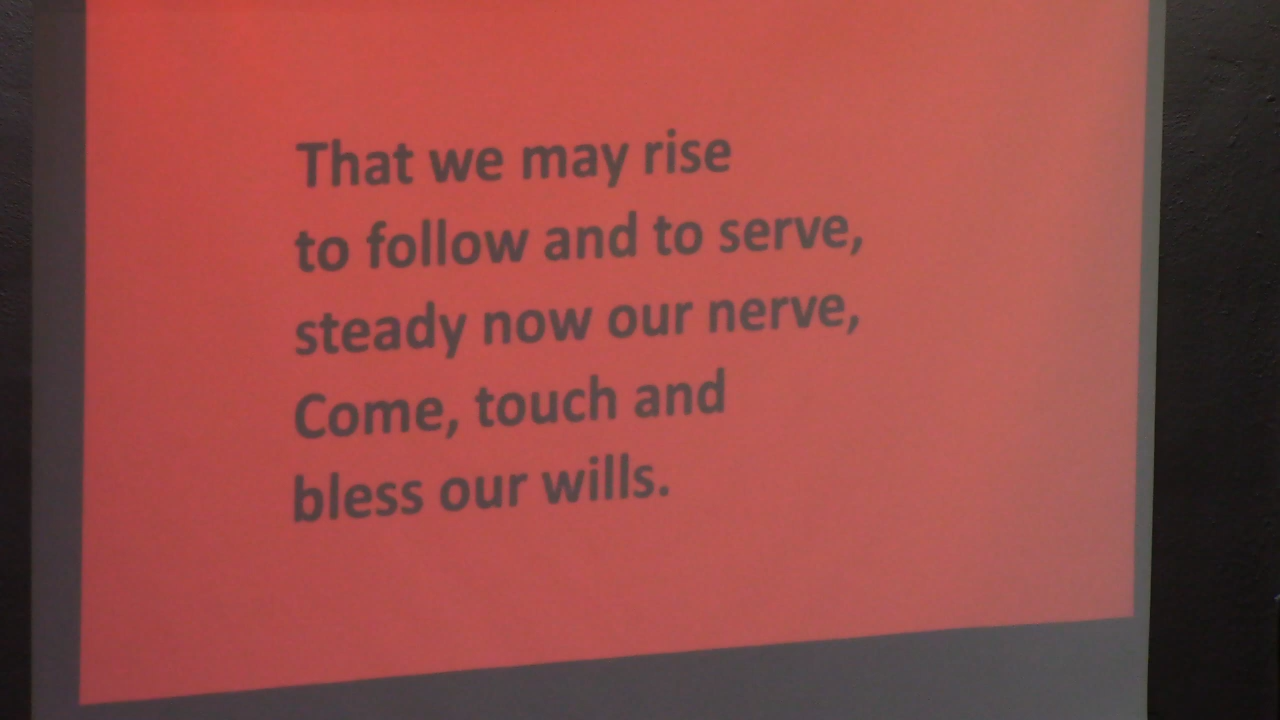 That we may rise
to follow and to serve,
steady now our nerve,
Come, touch and
bless our wills.